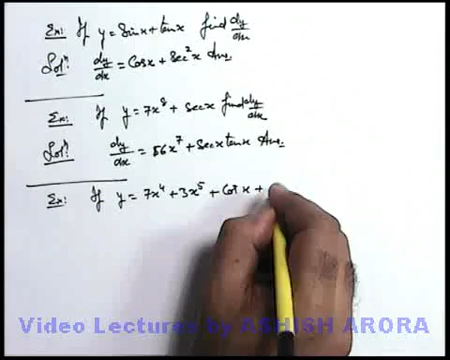 Ex: If y = sinx + tanx find dy/dx
Sol^n: dy/dx = cosx + sec²x Ans.
Ex: If y = 7x⁸ + secx find dy/dx
Sol^n: dy/dx = 56x⁷ + secx tanx Ans.
Ex: If y = 7x⁴ + 3x⁵ + cot x +
Video Lectures by ASHISH ARORA